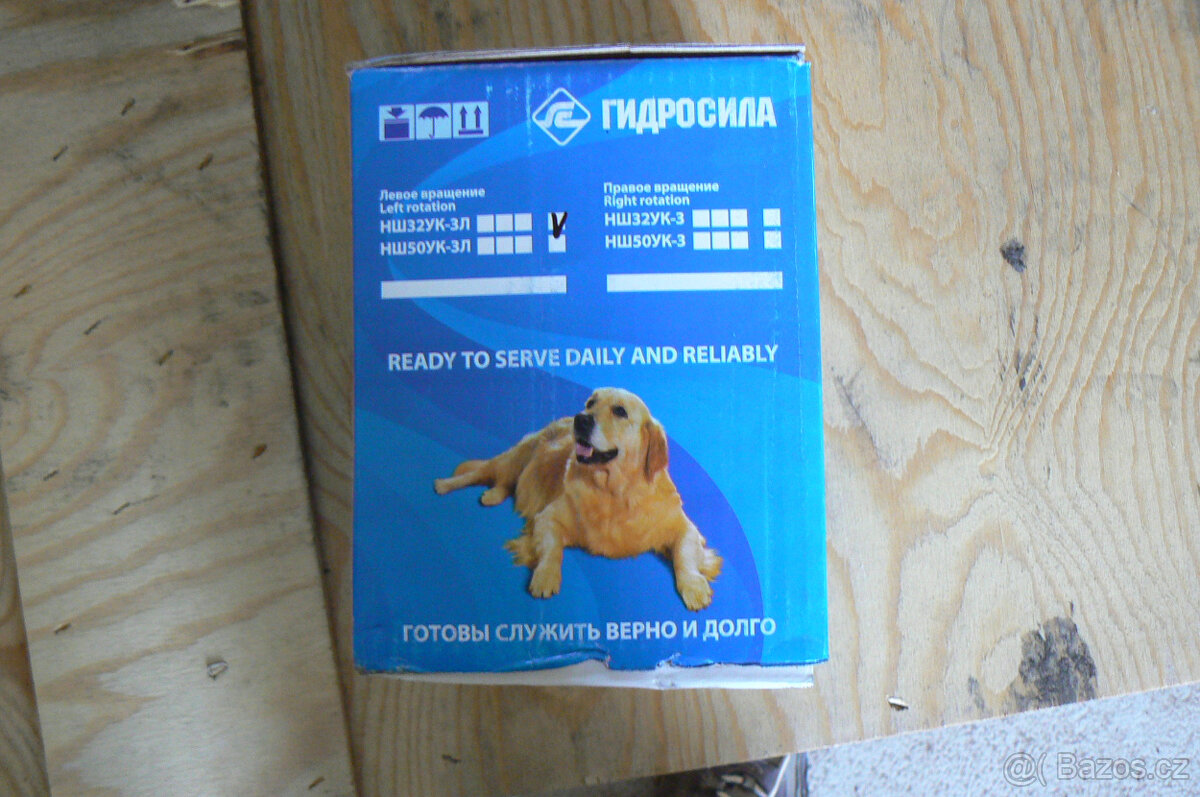 ГИДРОСИЛА
Левое вращение
Left rotation
НШ32УК-3Л
НШ50УК-3Л
Правое вращение
Right rotation
НШ32УК-3
НШ50УК-3
READY TO SERVE DAILY AND RELIABLY
ГОТОВЫ СЛУЖИТЬ ВЕРНО И ДОЛГО
@( Bazos.cz